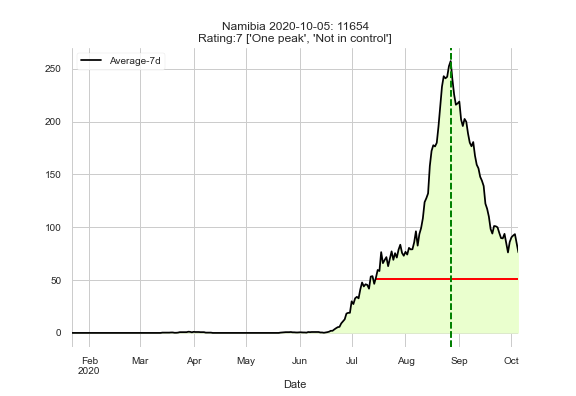 Namibia 2020-10-05: 11654
Rating:7 ['One peak', 'Not in control']
Average-7d
250
200
150
100
50
0
Feb Mar Apr May Jun Jul Aug Sep Oct
2020
Date